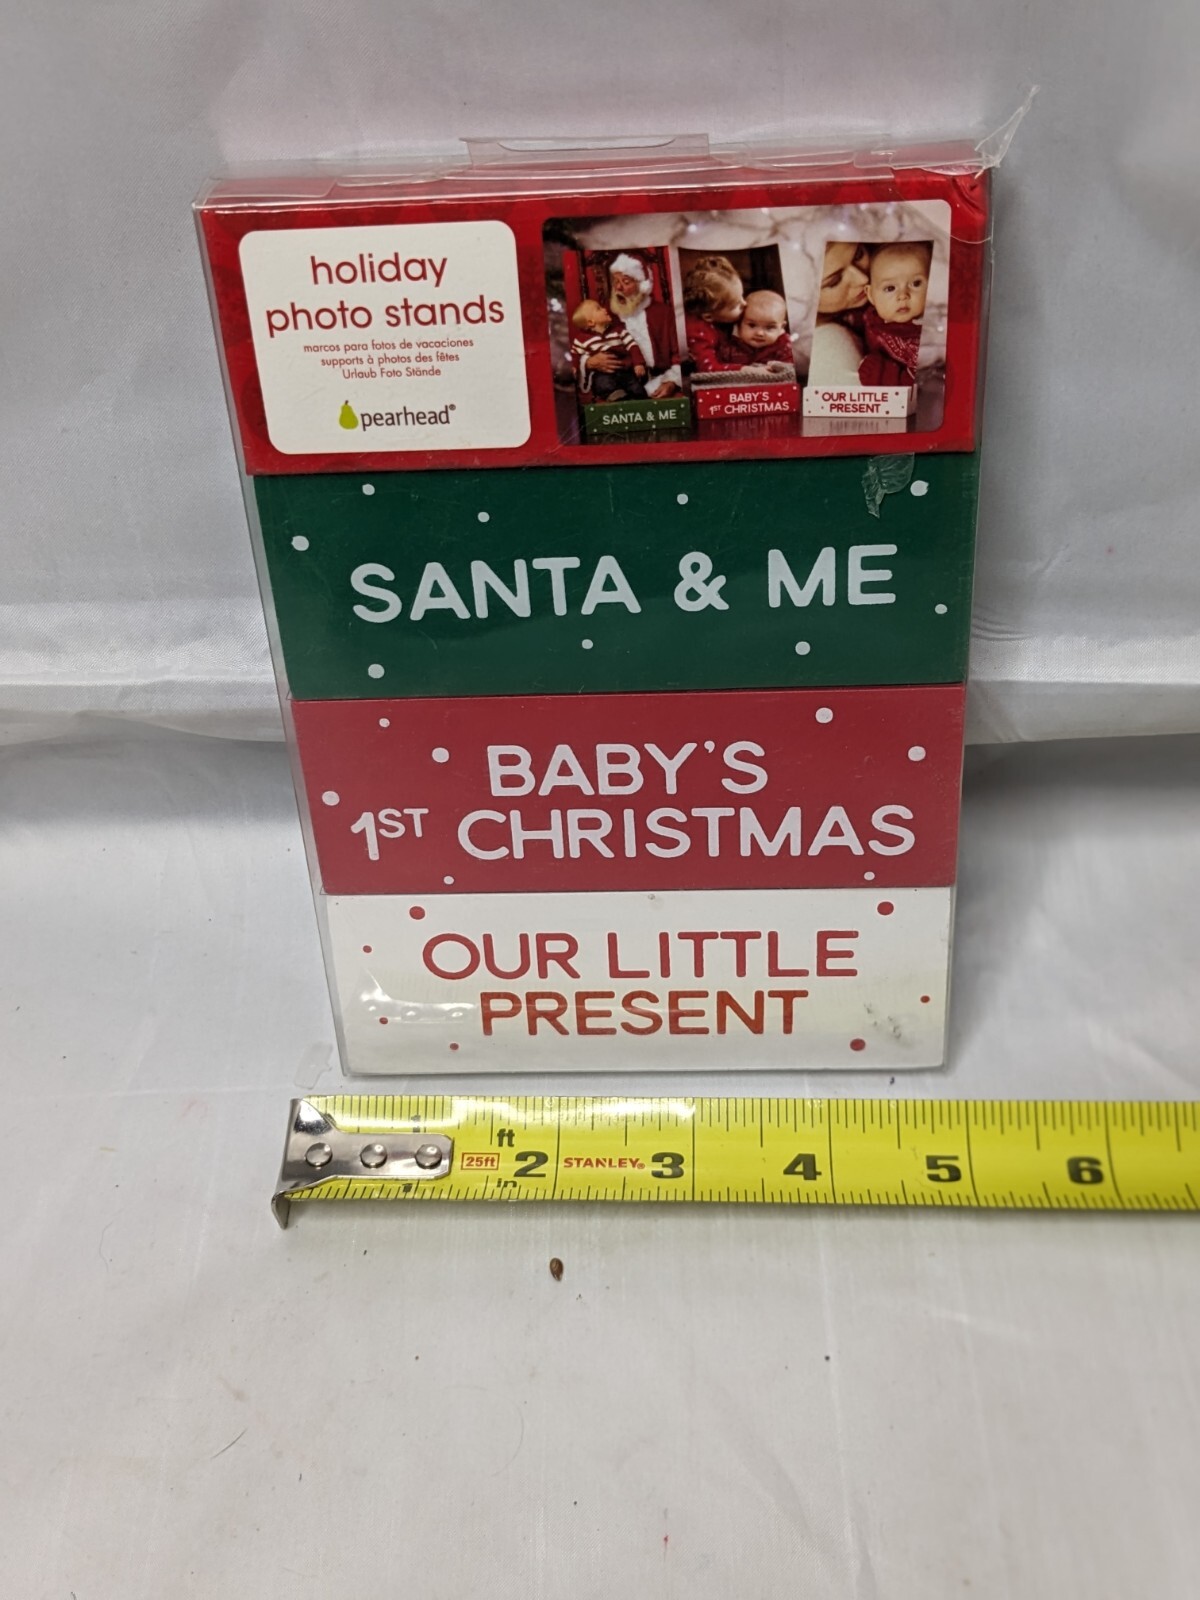 holiday
photo stands
marcos para fotos de vacaciones
supports à photos des fêtes
Urlaub Foto Stände
pearhead®
SANTA & ME
BABY'S
1ST CHRISTMAS
OUR LITTLE
PRESENT
SANTA & ME
BABY'S
1ST CHRISTMAS
OUR LITTLE
PRESENT
1 ft 25ft 2 STANLEY® 3 4 5 6
1 in